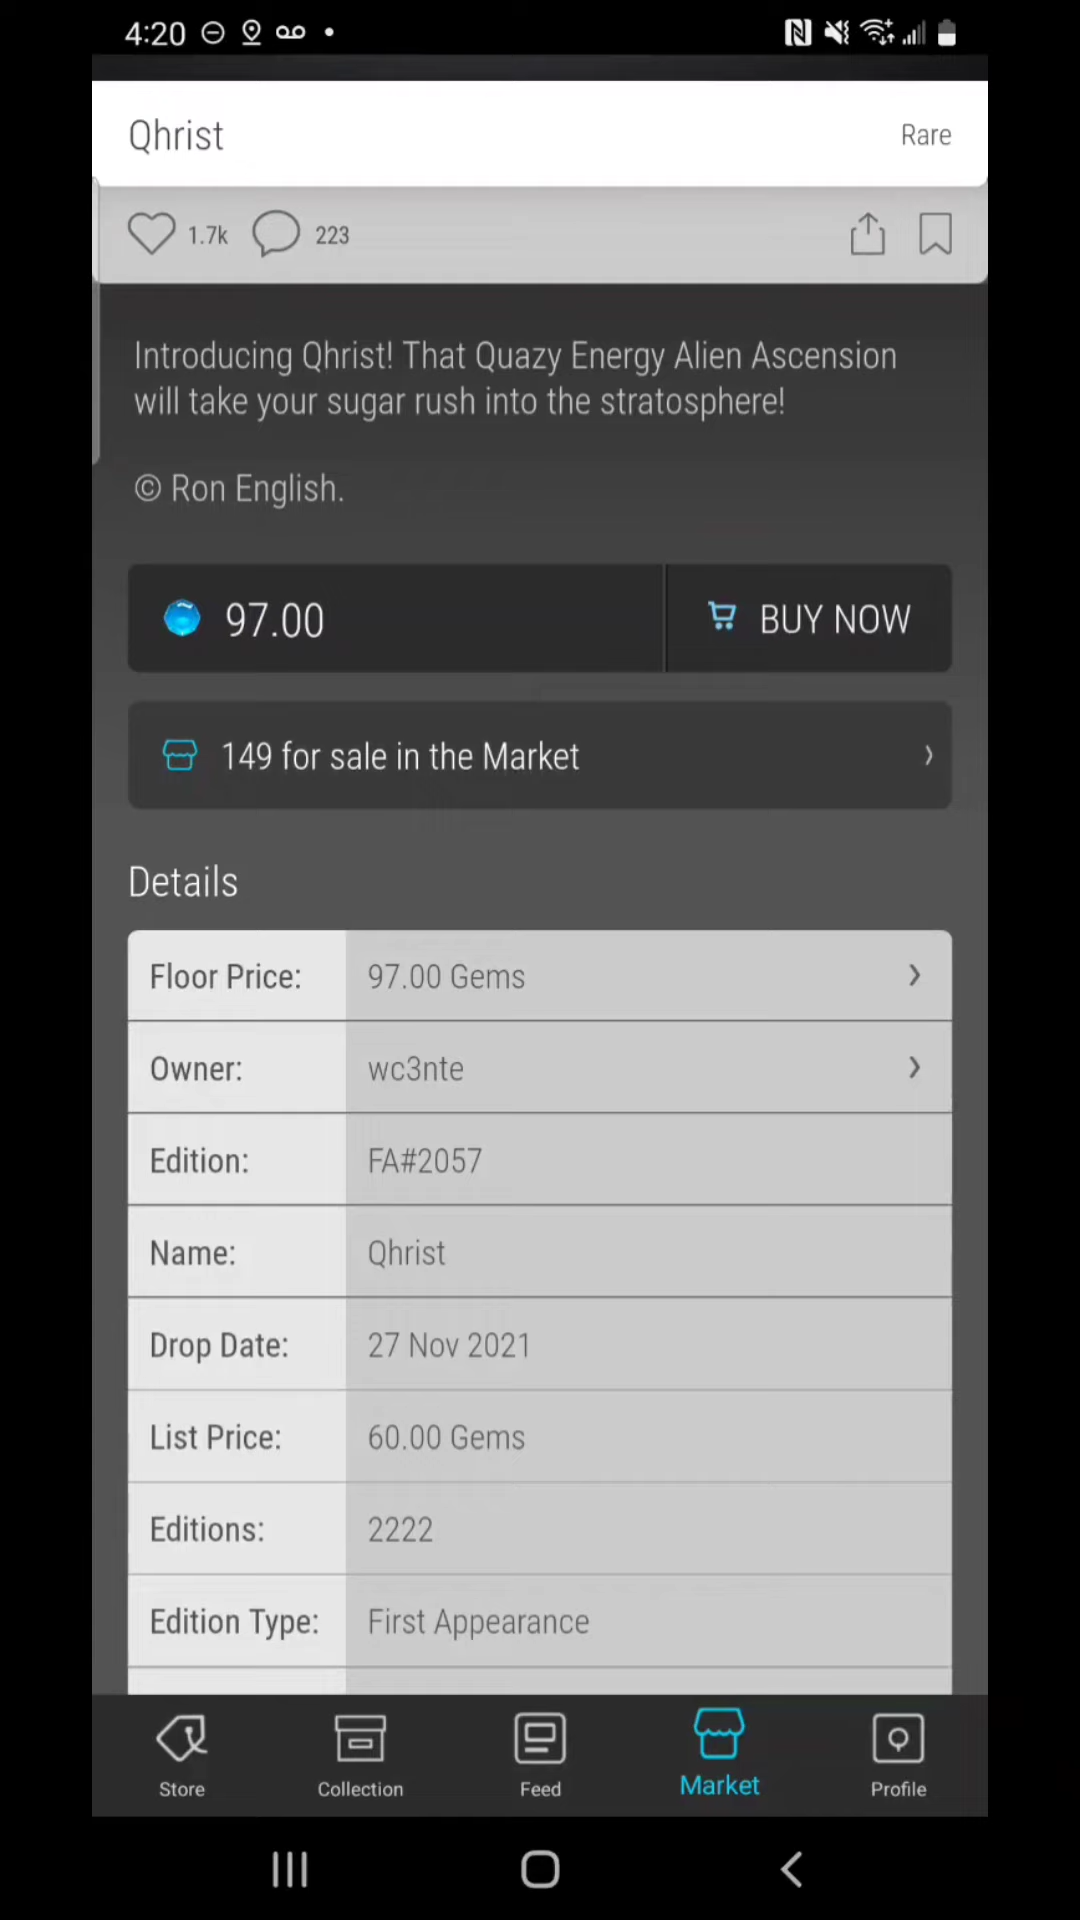 4:20
Qhrist
Rare
1.7k
223
Introducing Qhrist! That Quazy Energy Alien Ascension
will take your sugar rush into the stratosphere!
© Ron English.
97.00
BUY NOW
149 for sale in the Market
Details
Floor Price: 97.00 Gems
Owner: wc3nte
Edition: FA#2057
Name: Qhrist
Drop Date: 27 Nov 2021
List Price: 60.00 Gems
Editions: 2222
Edition Type: First Appearance
Store
Collection
Feed
Market
Profile